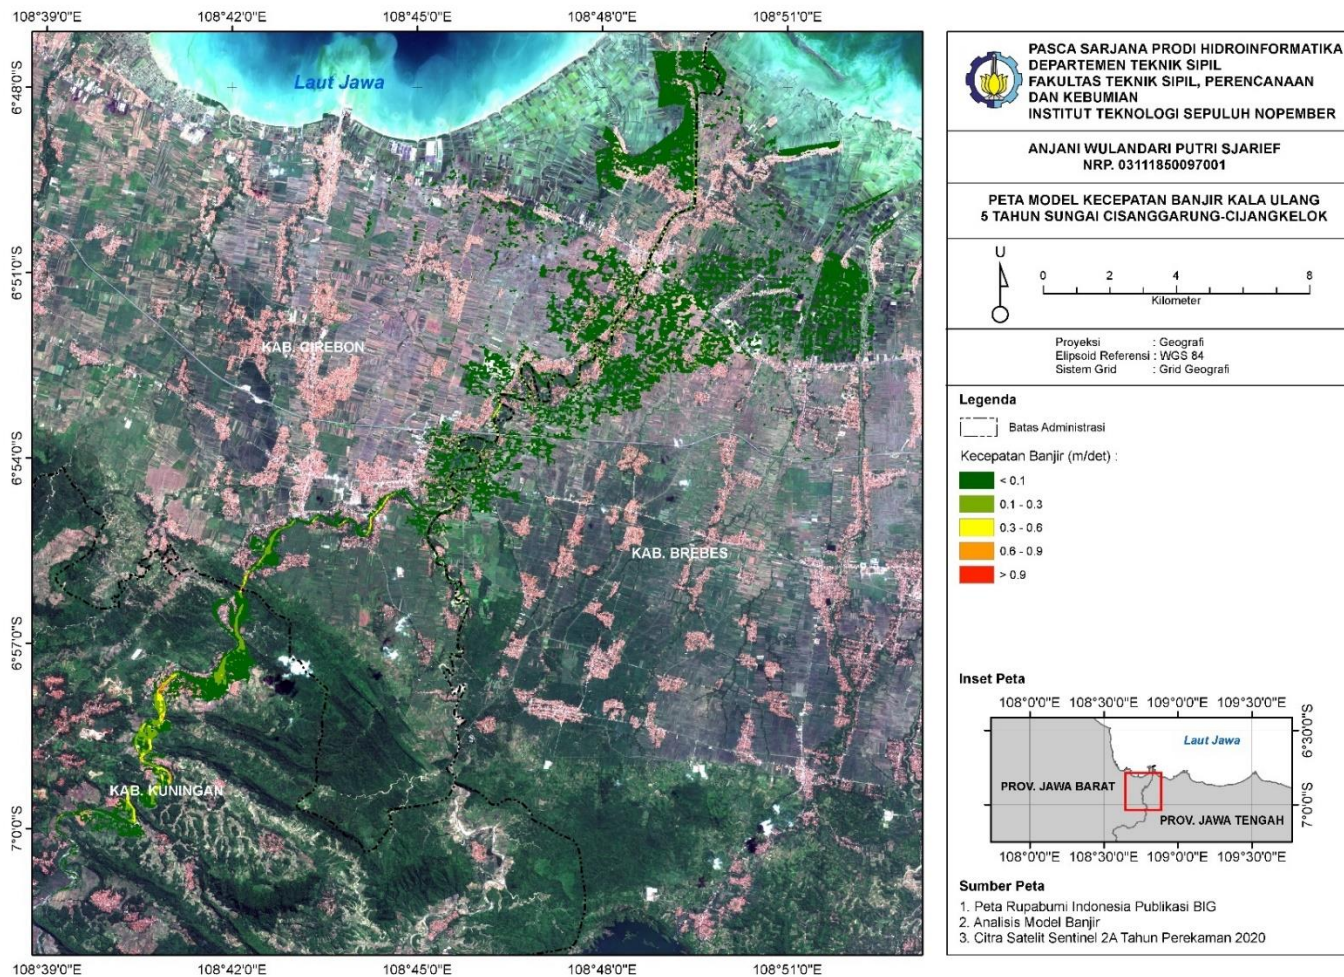 108°39'0"E 108°42'0"E 108°45'0"E 108°48'0"E 108°51'0"E
6°48'0"S
6°51'0"S
6°54'0"S
6°57'0"S
7°0'0"S
Laut Jawa
KAB. CIREBON
KAB. BREBES
KAB. KUNINGAN
108°39'0"E 108°42'0"E 108°45'0"E 108°48'0"E 108°51'0"E
PASCA SARJANA PRODI HIDROINFORMATIKA
DEPARTEMEN TEKNIK SIPIL
FAKULTAS TEKNIK SIPIL, PERENCANAAN
DAN KEBUMIAN
INSTITUT TEKNOLOGI SEPULUH NOPEMBER
ANJANI WULANDARI PUTRI SJARIEF
NRP. 03111850097001
PETA MODEL KECEPATAN BANJIR KALA ULANG
5 TAHUN SUNGAI CISANGGARUNG-CIJANGKELOK
U
0 2 4 8
Kilometer
Proyeksi : Geografi
Elipsoid Referensi : WGS 84
Sistem Grid : Grid Geografi
Legenda
Batas Administrasi
Kecepatan Banjir (m/det) :
< 0.1
0.1 - 0.3
0.3 - 0.6
0.6 - 0.9
> 0.9
Inset Peta
108°0'0"E 108°30'0"E 109°0'0"E 109°30'0"E
6°30'0"S
7°0'0"S
Laut Jawa
PROV. JAWA BARAT
PROV. JAWA TENGAH
108°0'0"E 108°30'0"E 109°0'0"E 109°30'0"E
Sumber Peta
1. Peta Rupabumi Indonesia Publikasi BIG
2. Analisis Model Banjir
3. Citra Satelit Sentinel 2A Tahun Perekaman 2020